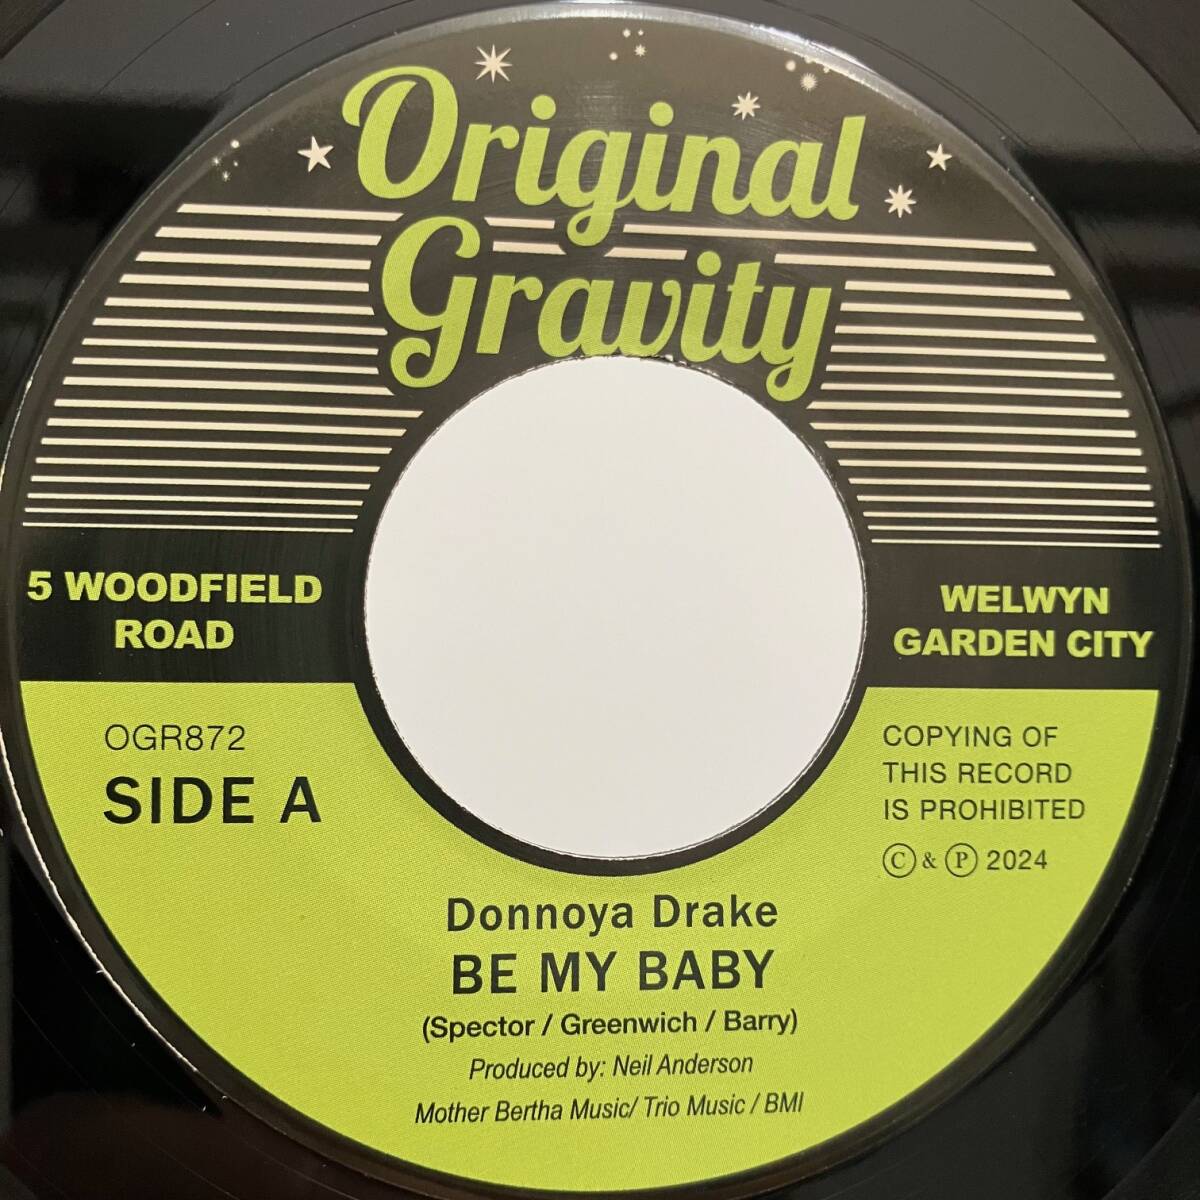 Original
Gravity
5 WOODFIELD
ROAD
WELWYN
GARDEN CITY
OGR872
SIDE A
COPYING OF
THIS RECORD
IS PROHIBITED
Ⓒ & Ⓟ 2024
Donnoya Drake
BE MY BABY
(Spector / Greenwich / Barry)
Produced by: Neil Anderson
Mother Bertha Music/ Trio Music / BMI